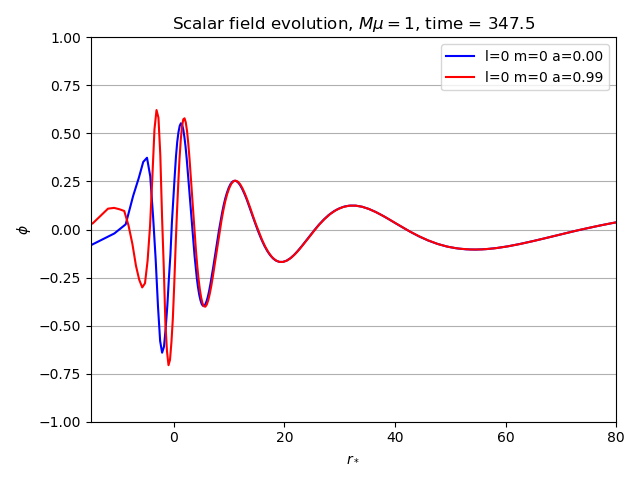 Scalar field evolution, Mμ = 1, time = 347.5
l=0 m=0 a=0.00
l=0 m=0 a=0.99
1.00
0.75
0.50
0.25
0.00
−0.25
−0.50
−0.75
−1.00
ϕ
0 20 40 60 80
r*